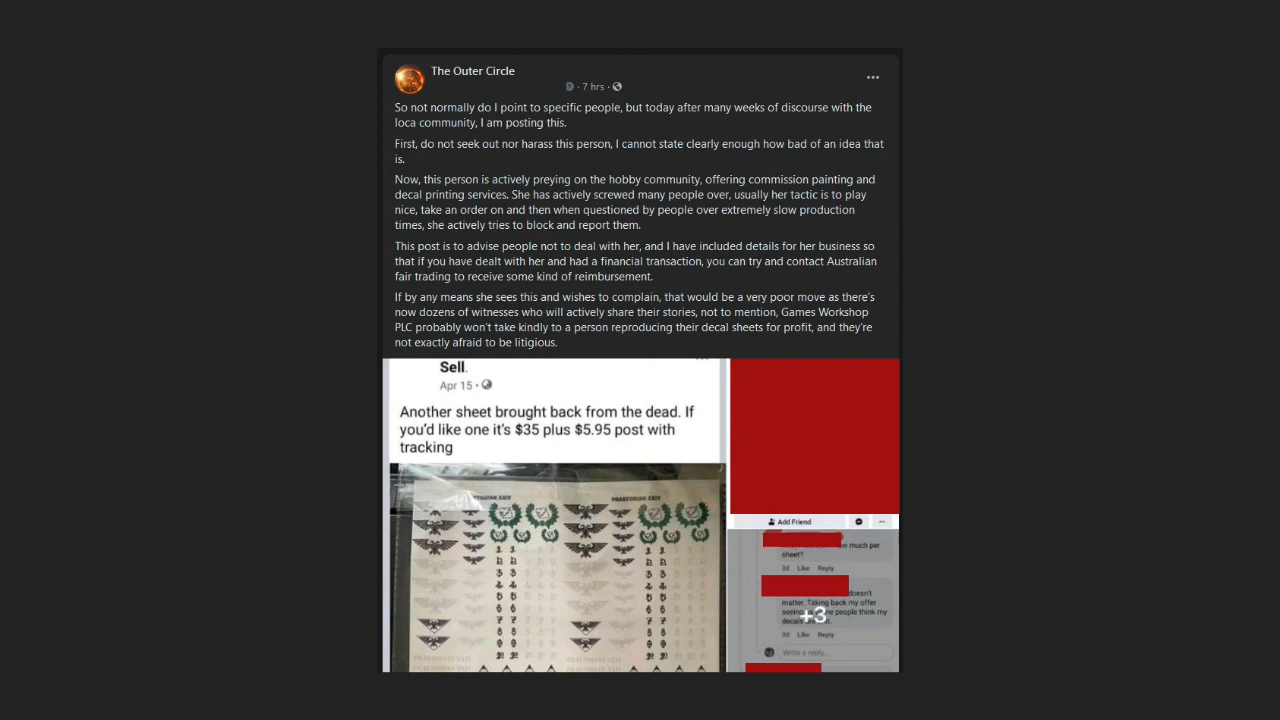 The Outer Circle
7 hrs ·
So not normally do I point to specific people, but today after many weeks of discourse with the
loca community, I am posting this.
First, do not seek out nor harass this person, I cannot state clearly enough how bad of an idea that
is.
Now, this person is actively preying on the hobby community, offering commission painting and
decal printing services. She has actively screwed many people over, usually her tactic is to play
nice, take an order on and then when questioned by people over extremely slow production
times, she actively tries to block and report them.
This post is to advise people not to deal with her, and I have included details for her business so
that if you have dealt with her and had a financial transaction, you can try and contact Australian
fair trading to receive some kind of reimbursement.
If by any means she sees this and wishes to complain, that would be a very poor move as there's
now dozens of witnesses who will actively share their stories, not to mention, Games Workshop
PLC probably won't take kindly to a person reproducing their decal sheets for profit, and they're
not exactly afraid to be litigious.
Sell.
Apr 15 ·
Another sheet brought back from the dead. If
you'd like one it's $35 plus $5.95 post with
tracking
PRAETORIAN XXIV
Add Friend
much per
sheet?
3d Like Reply
doesn't
matter. Taking back my offer
people think my
+3
3d Like Reply
Write a reply...